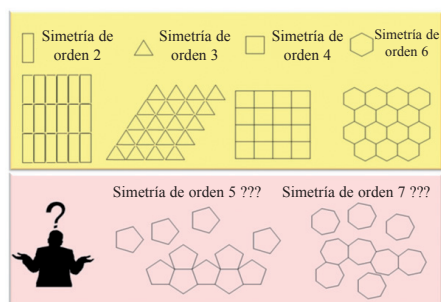 Simetría de
orden 2
Simetría de
orden 3
Simetría de
orden 4
Simetría de
orden 6
Simetría de orden 5 ???
Simetría de orden 7 ???
?